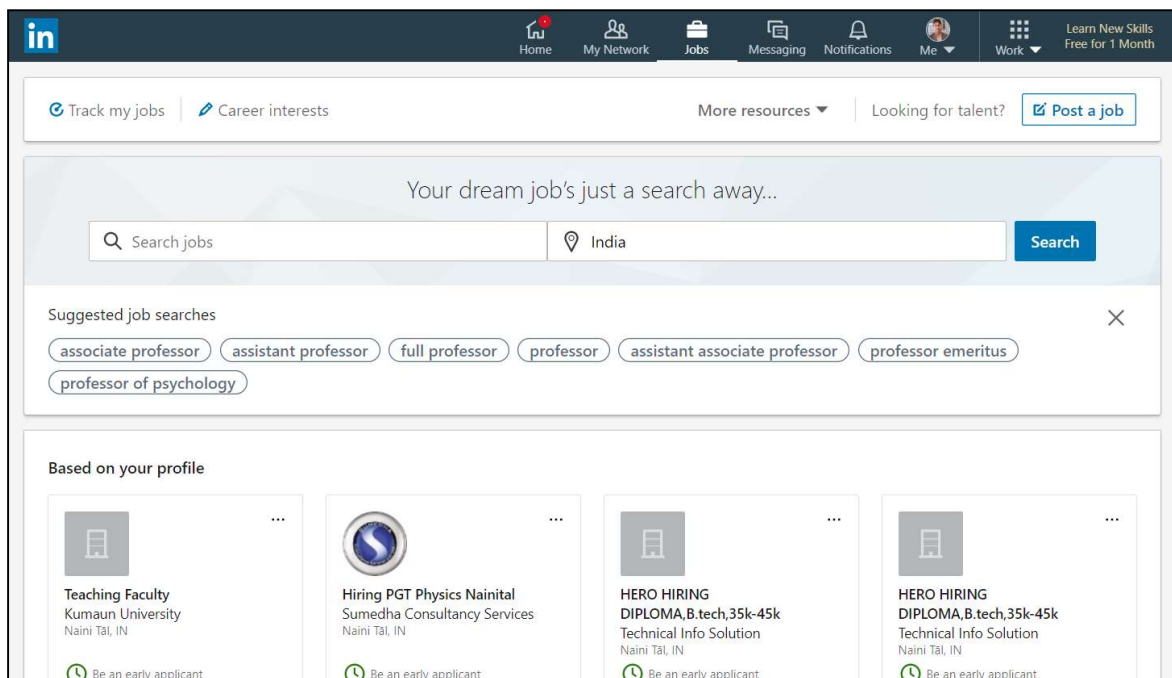 in
Home
My Network
Jobs
Messaging
Notifications
Me
Work
Learn New Skills
Free for 1 Month
Track my jobs
Career interests
More resources
Looking for talent?
Post a job
Your dream job's just a search away...
Search jobs
India
Search
Suggested job searches
associate professor
assistant professor
full professor
professor
assistant associate professor
professor emeritus
professor of psychology
Based on your profile
...
Teaching Faculty
Kumaun University
Naini Tāl, IN
Be an early applicant
...
S
Hiring PGT Physics Nainital
Sumedha Consultancy Services
Naini Tāl, IN
Be an early applicant
...
HERO HIRING
DIPLOMA,B.tech,35k-45k
Technical Info Solution
Naini Tāl, IN
Be an early applicant
...
HERO HIRING
DIPLOMA,B.tech,35k-45k
Technical Info Solution
Naini Tāl, IN
Be an early applicant